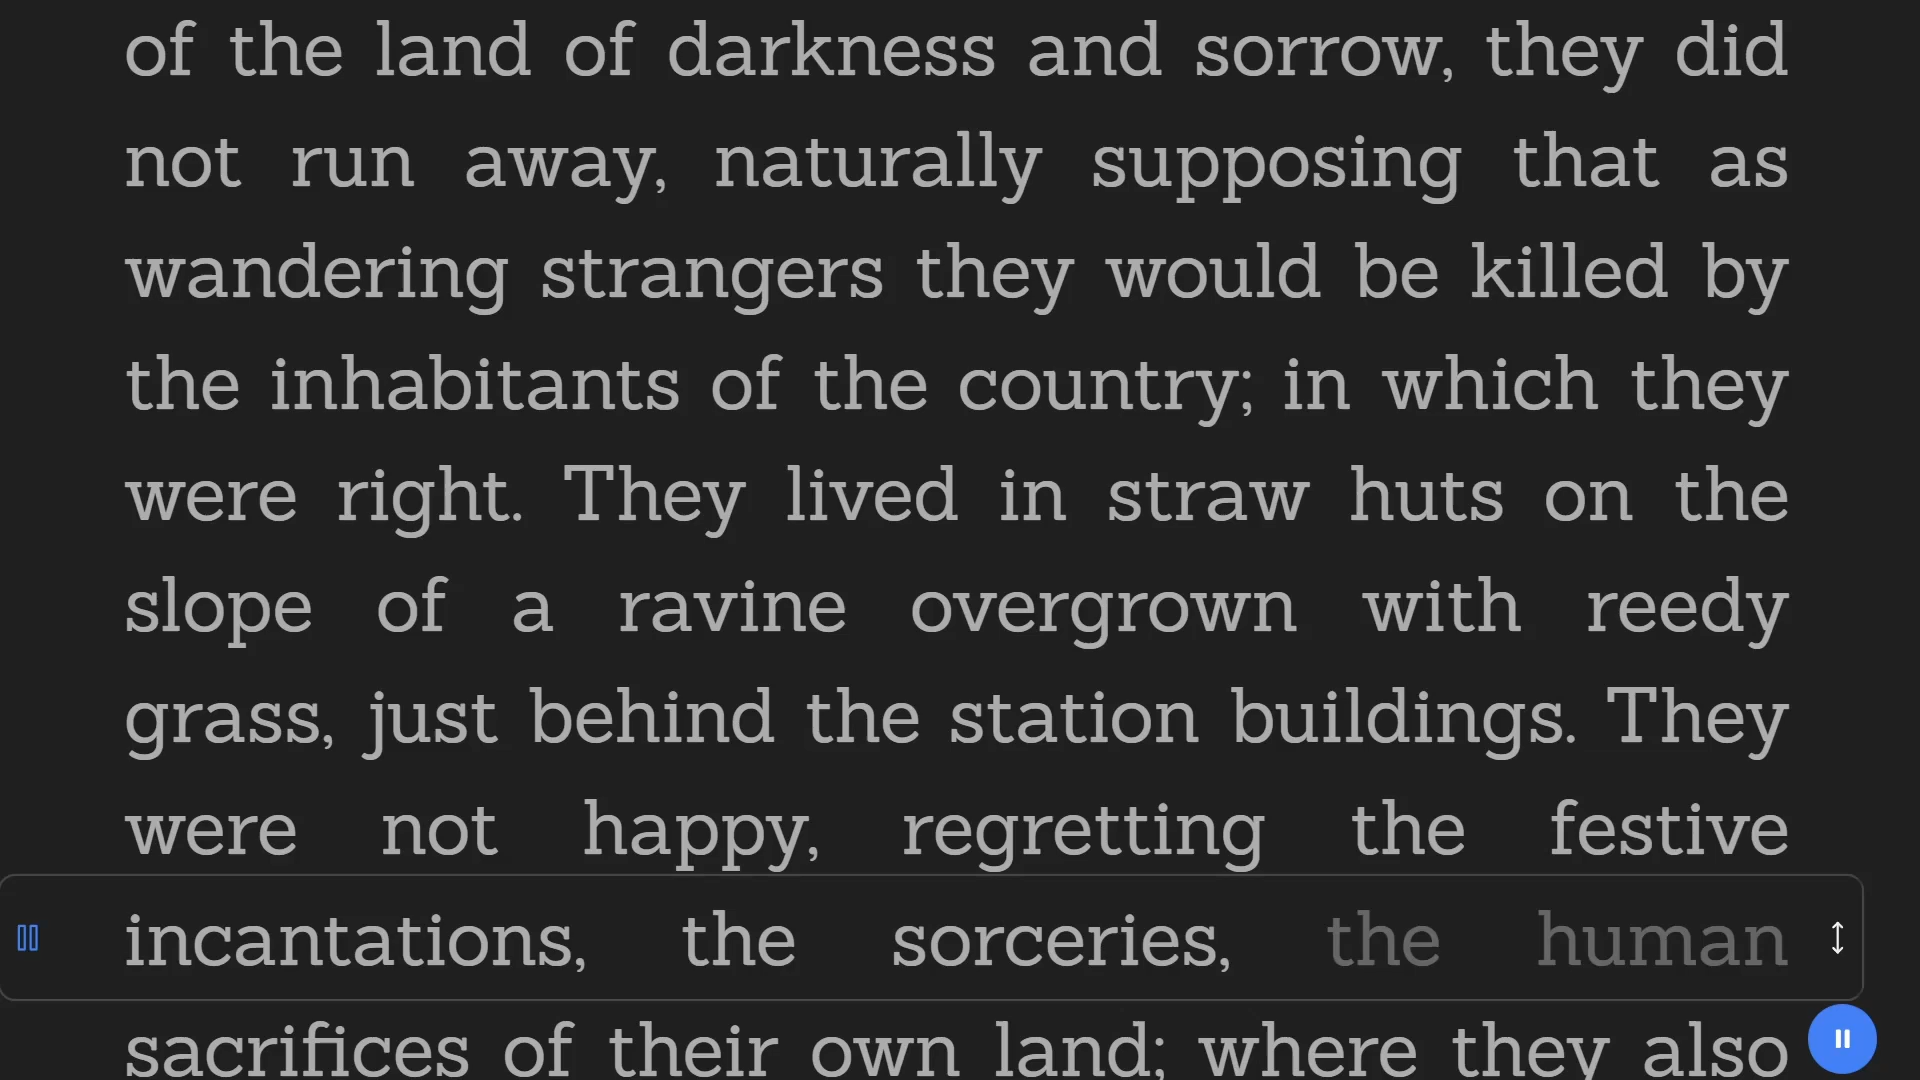 of the land of darkness and sorrow, they did
not run away, naturally supposing that as
wandering strangers they would be killed by
the inhabitants of the country; in which they
were right. They lived in straw huts on the
slope of a ravine overgrown with reedy
grass, just behind the station buildings. They
were not happy, regretting the festive
incantations, the sorceries, the human
sacrifices of their own land; where they also